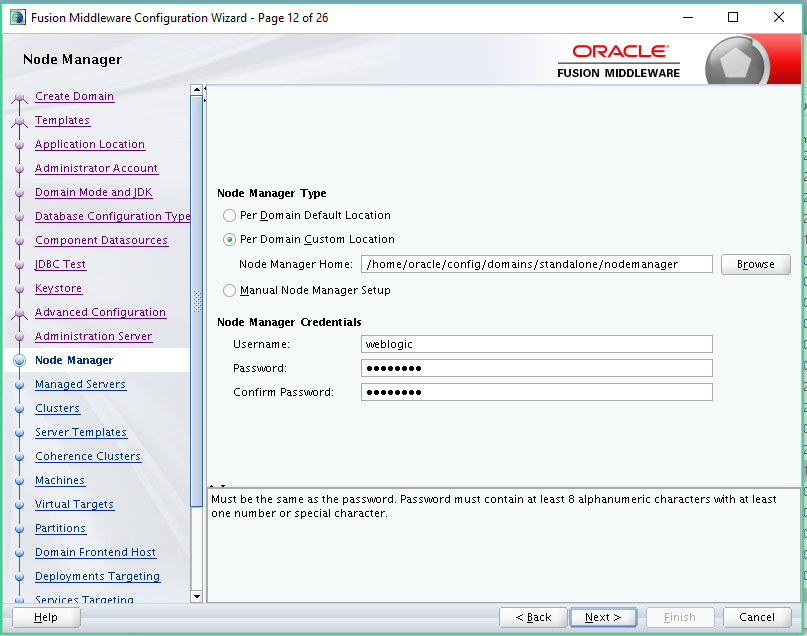 Fusion Middleware Configuration Wizard - Page 12 of 26
Node Manager
ORACLE
FUSION MIDDLEWARE
Create Domain
Templates
Application Location
Administrator Account
Domain Mode and JDK
Database Configuration Type
Component Datasources
JDBC Test
Keystore
Advanced Configuration
Administration Server
Node Manager
Managed Servers
Clusters
Server Templates
Coherence Clusters
Machines
Virtual Targets
Partitions
Domain Frontend Host
Deployments Targeting
Services Targeting
Node Manager Type
Per Domain Default Location
Per Domain Custom Location
Node Manager Home: /home/oracle/config/domains/standalone/nodemanager Browse
Manual Node Manager Setup
Node Manager Credentials
Username: weblogic
Password: ●●●●●●●●
Confirm Password: ●●●●●●●●
Must be the same as the password. Password must contain at least 8 alphanumeric characters with at least
one number or special character.
Help < Back Next > Finish Cancel